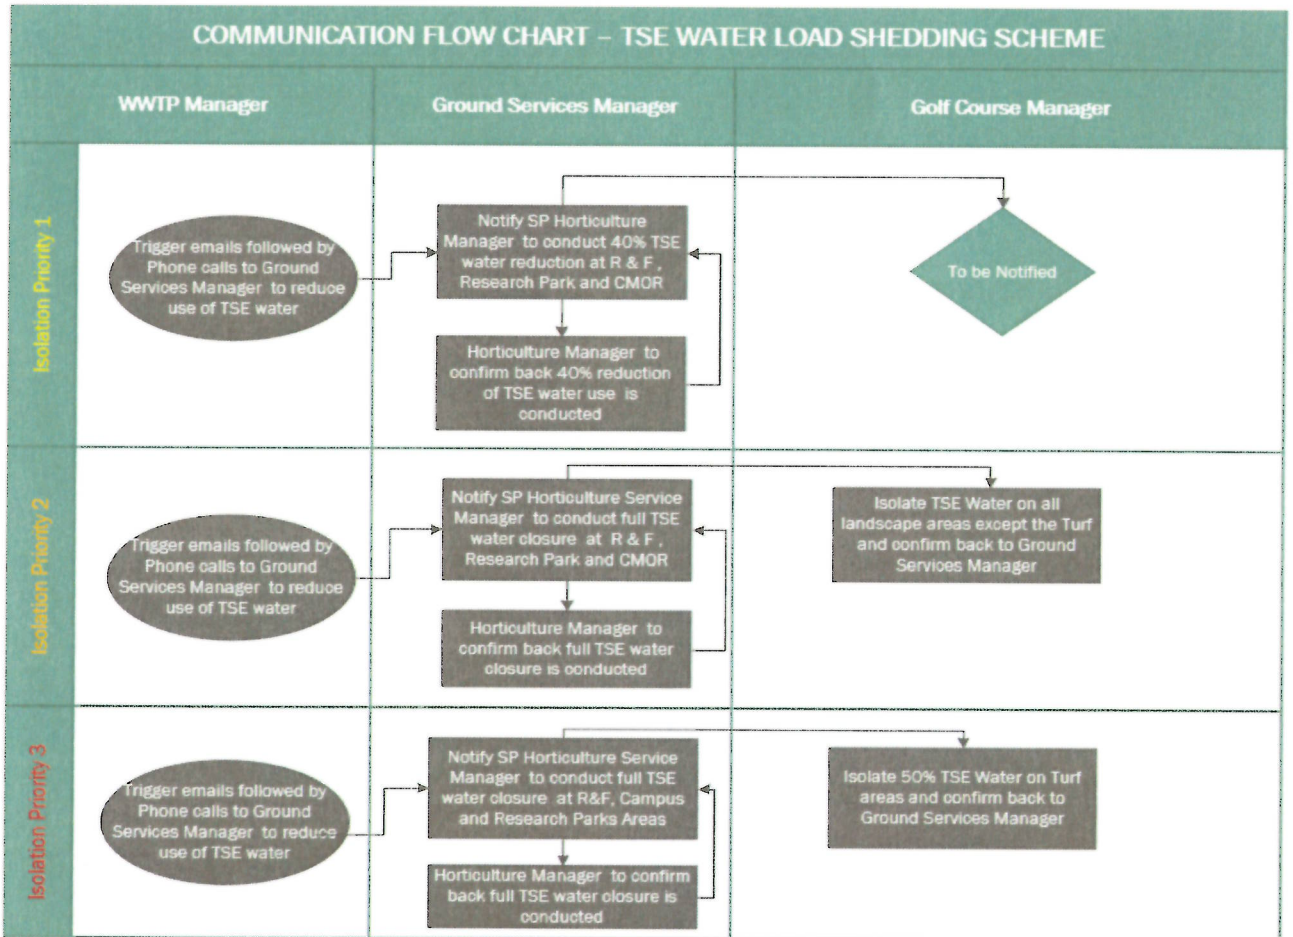 COMMUNICATION FLOW CHART – TSE WATER LOAD SHEDDING SCHEME
WWTP Manager
Ground Services Manager
Golf Course Manager
Isolation Priority 1
Trigger emails followed by
Phone calls to Ground
Services Manager to reduce
use of TSE water
Notify SP Horticulture
Manager to conduct 40% TSE
water reduction at R & F ,
Research Park and CMOR
Horticulture Manager to
confirm back 40% reduction
of TSE water use is
conducted
To be Notified
Isolation Priority 2
Trigger emails followed by
Phone calls to Ground
Services Manager to reduce
use of TSE water
Notify SP Horticulture Service
Manager to conduct full TSE
water closure at R & F ,
Research Park and CMOR
Horticulture Manager to
confirm back full TSE water
closure is conducted
Isolate TSE Water on all
landscape areas except the Turf
and confirm back to Ground
Services Manager
Isolation Priority 3
Trigger emails followed by
Phone calls to Ground
Services Manager to reduce
use of TSE water
Notify SP Horticulture Service
Manager to conduct full TSE
water closure at R&F, Campus
and Research Parks Areas
Horticulture Manager to confirm
back full TSE water closure is
conducted
Isolate 50% TSE Water on Turf
areas and confirm back to
Ground Services Manager